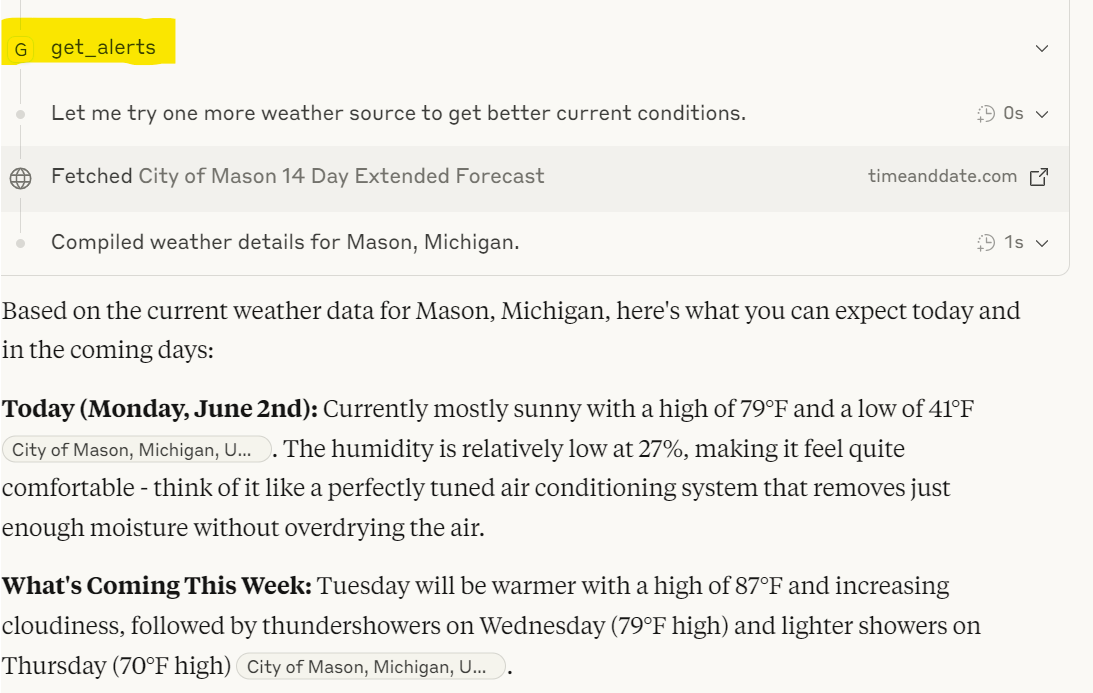 G get_alerts
Let me try one more weather source to get better current conditions. 0s
Fetched City of Mason 14 Day Extended Forecast timeanddate.com
Compiled weather details for Mason, Michigan. 1s
Based on the current weather data for Mason, Michigan, here's what you can expect today and
in the coming days:
Today (Monday, June 2nd): Currently mostly sunny with a high of 79°F and a low of 41°F
City of Mason, Michigan, U... . The humidity is relatively low at 27%, making it feel quite
comfortable - think of it like a perfectly tuned air conditioning system that removes just
enough moisture without overdrying the air.
What's Coming This Week: Tuesday will be warmer with a high of 87°F and increasing
cloudiness, followed by thundershowers on Wednesday (79°F high) and lighter showers on
Thursday (70°F high) City of Mason, Michigan, U... .